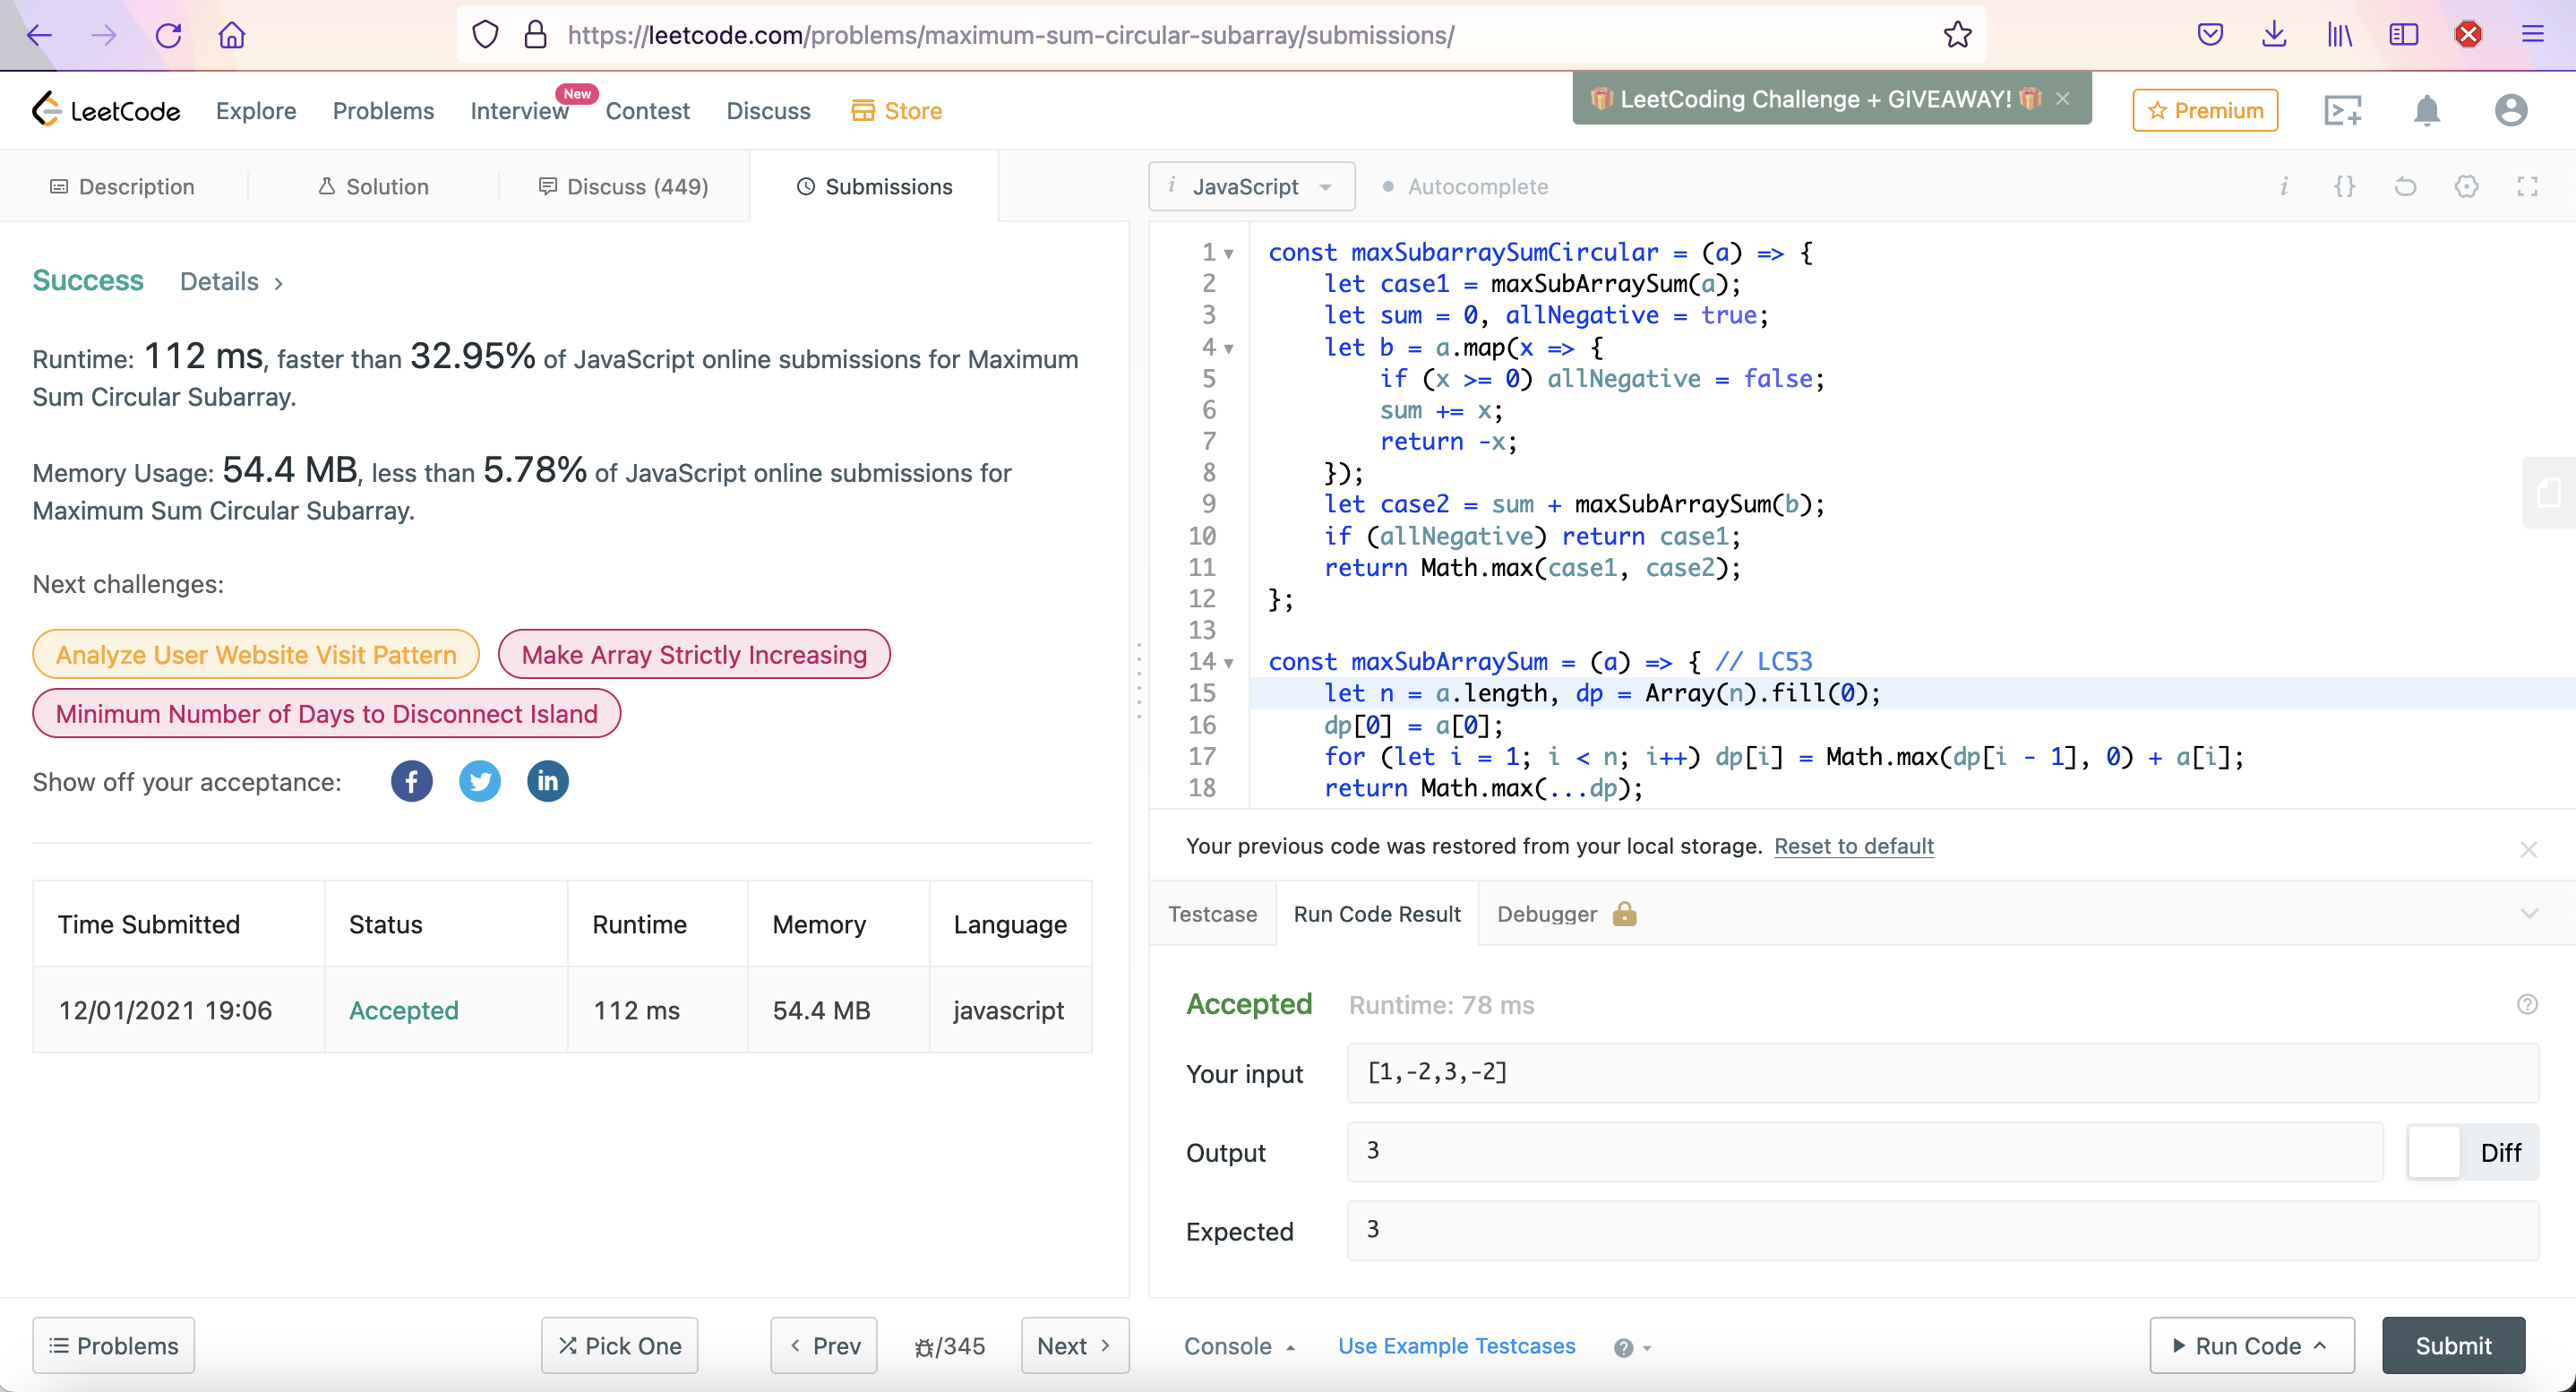 https://leetcode.com/problems/maximum-sum-circular-subarray/submissions/
LeetCode
Explore
Problems
Interview
New
Contest
Discuss
Store
🎁 LeetCoding Challenge + GIVEAWAY! 🎁
Premium
Description
Solution
Discuss (449)
Submissions
Success
Details
Runtime: 112 ms, faster than 32.95% of JavaScript online submissions for Maximum
Sum Circular Subarray.
Memory Usage: 54.4 MB, less than 5.78% of JavaScript online submissions for
Maximum Sum Circular Subarray.
Next challenges:
Analyze User Website Visit Pattern
Make Array Strictly Increasing
Minimum Number of Days to Disconnect Island
Show off your acceptance:
Time Submitted Status Runtime Memory Language
12/01/2021 19:06 Accepted 112 ms 54.4 MB javascript
Problems
Pick One
Prev
/345
Next
i JavaScript
Autocomplete
1 const maxSubarraySumCircular = (a) => {
2     let case1 = maxSubArraySum(a);
3     let sum = 0, allNegative = true;
4     let b = a.map(x => {
5         if (x >= 0) allNegative = false;
6         sum += x;
7         return -x;
8     });
9     let case2 = sum + maxSubArraySum(b);
10     if (allNegative) return case1;
11     return Math.max(case1, case2);
12 };
13
14 const maxSubArraySum = (a) => { // LC53
15     let n = a.length, dp = Array(n).fill(0);
16     dp[0] = a[0];
17     for (let i = 1; i < n; i++) dp[i] = Math.max(dp[i - 1], 0) + a[i];
18     return Math.max(...dp);
Your previous code was restored from your local storage. Reset to default
Testcase
Run Code Result
Debugger
Accepted
Runtime: 78 ms
Your input
[1,-2,3,-2]
Output
3
Diff
Expected
3
Console
Use Example Testcases
Run Code
Submit